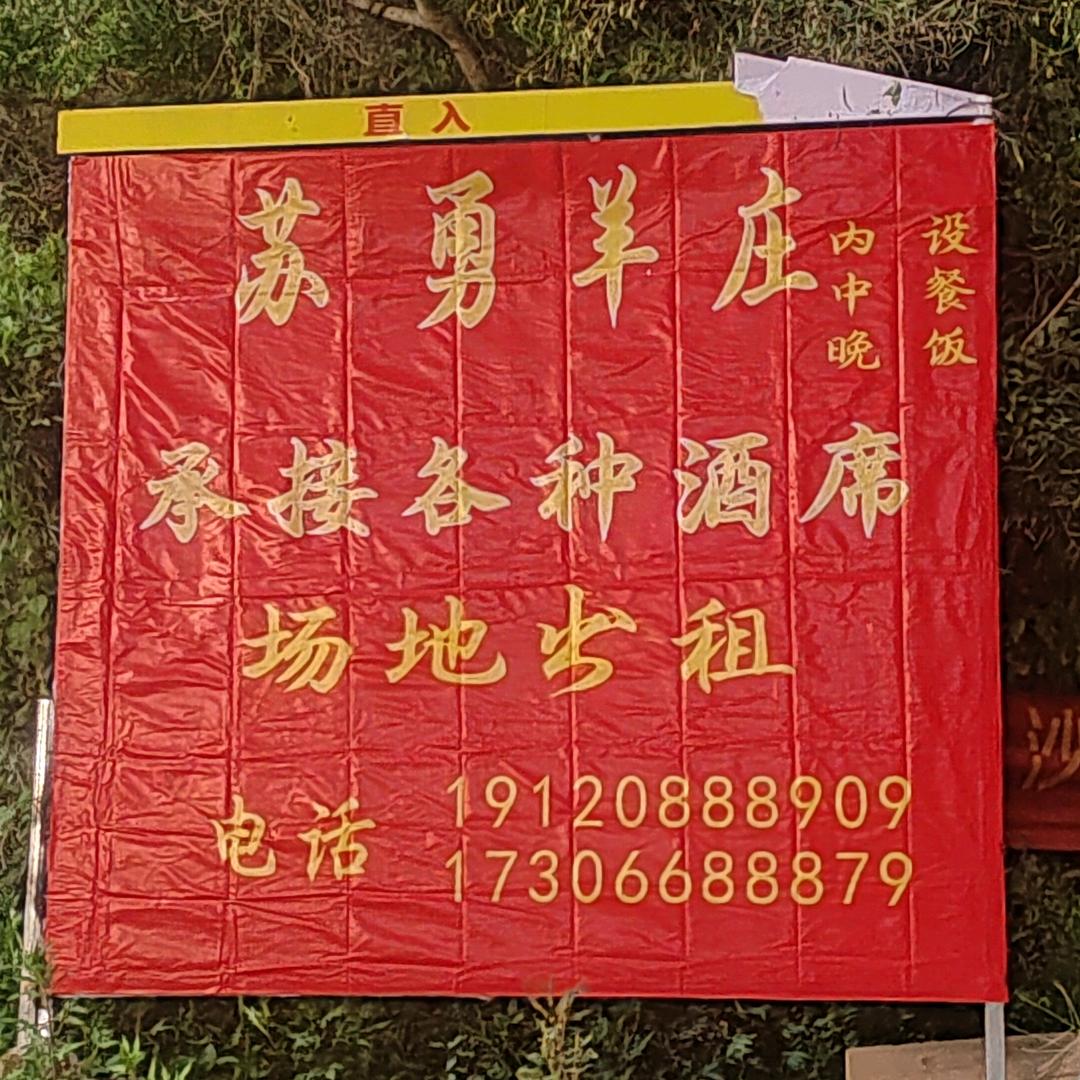 直入
苏勇羊庄
内设
中餐
晚饭
承接各种酒席
场地出租
电话
19120888909
17306688879
沙